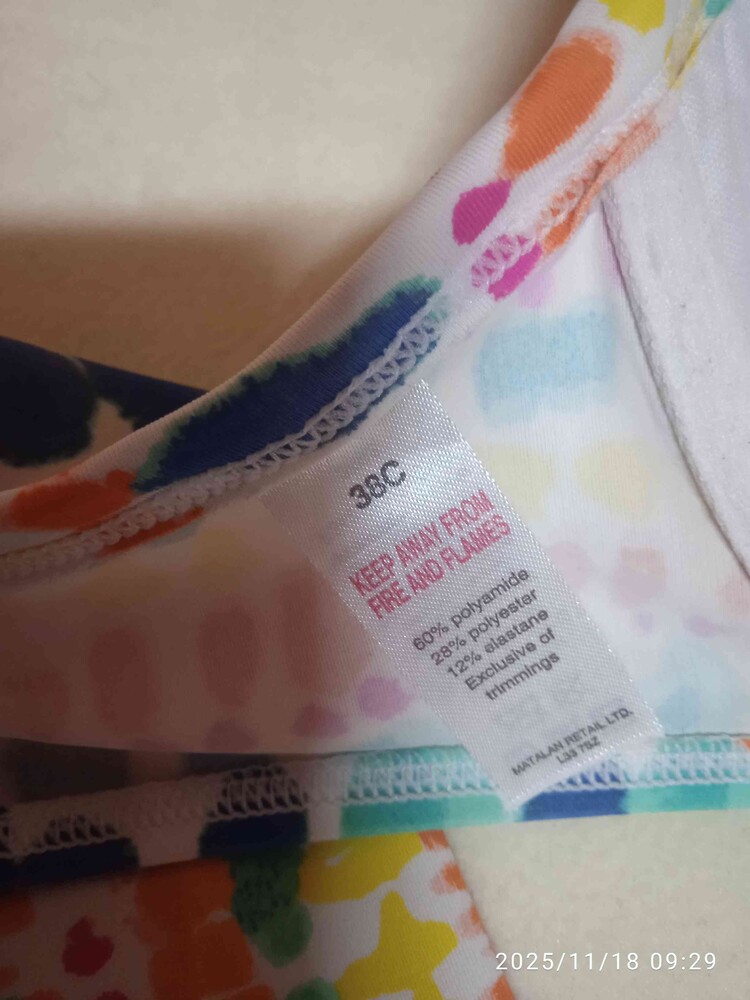 38C
KEEP AWAY FROM
FIRE AND FLAMES
60% polyamide
28% polyester
12% elastane
Exclusive of
trimmings
MATALAN RETAIL LTD.
L33 7SZ
2025/11/18 09:29